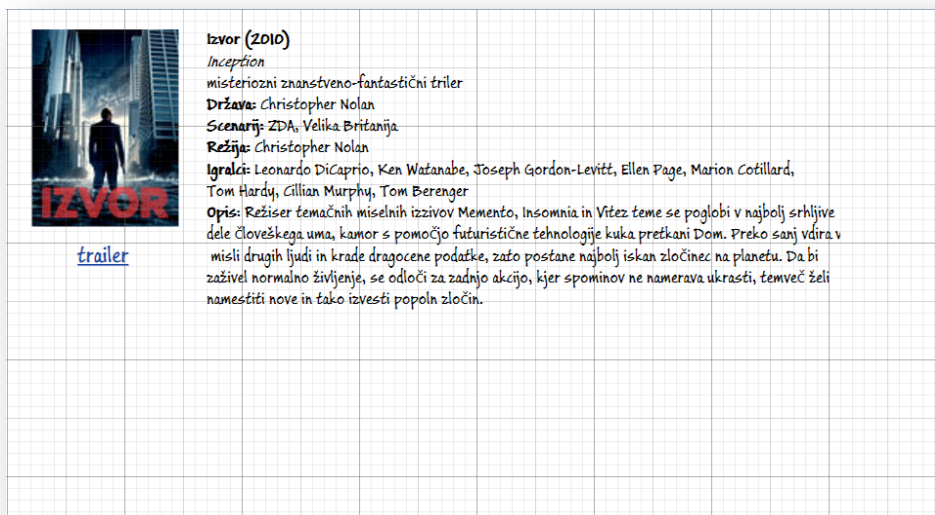 Izvor (2010)
Inception
misteriozni znanstveno-fantastični triler
Država: Christopher Nolan
Scenarij: ZDA, Velika Britanija
Režija: Christopher Nolan
Igralci: Leonardo DiCaprio, Ken Watanabe, Joseph Gordon-Levitt, Ellen Page, Marion Cotillard,
Tom Hardy, Cillian Murphy, Tom Berenger
Opis: Režiser temačnih miselnih izzivov Memento, Insomnia in Vitez teme se poglobi v najbolj srhljive
dele človeškega uma, kamor s pomočjo futuristične tehnologije kuka pretkani Dom. Preko sanj vdira v
misli drugih ljudi in krade dragocene podatke, zato postane najbolj iskan zločinec na planetu. Da bi
zaživel normalno življenje, se odloči za zadnjo akcijo, kjer spominov ne namerava ukrasti, temveč želi
namestiti nove in tako izvesti popoln zločin.
IZVOR
trailer